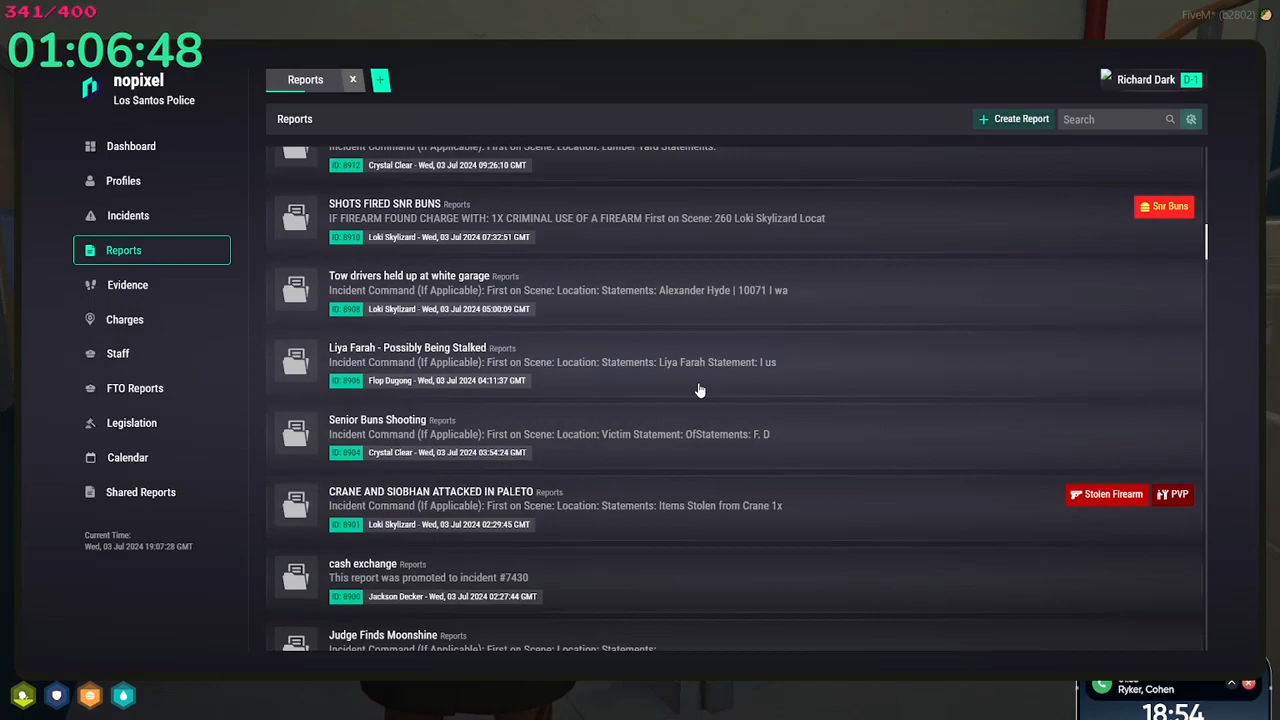 341/400
01:06:48
FiveM* (b2802)
nopixel
Los Santos Police
Reports x +
Richard Dark D-1
Reports
+ Create Report
Search
Dashboard
Profiles
Incidents
Reports
Evidence
Charges
Staff
FTO Reports
Legislation
Calendar
Shared Reports
Current Time:
Wed, 03 Jul 2024 19:07:28 GMT
Incident Command (If Applicable): First on Scene: Location: Lumber Yard Statements:
ID: 8912 Crystal Clear - Wed, 03 Jul 2024 09:26:10 GMT
SHOTS FIRED SNR BUNS Reports
IF FIREARM FOUND CHARGE WITH: 1X CRIMINAL USE OF A FIREARM First on Scene: 260 Loki Skylizard Locat
ID: 8910 Loki Skylizard - Wed, 03 Jul 2024 07:32:51 GMT
Snr Buns
Tow drivers held up at white garage Reports
Incident Command (If Applicable): First on Scene: Location: Statements: Alexander Hyde | 10071 I wa
ID: 8908 Loki Skylizard - Wed, 03 Jul 2024 05:00:09 GMT
Liya Farah - Possibly Being Stalked Reports
Incident Command (If Applicable): First on Scene: Location: Statements: Liya Farah Statement: I us
ID: 8906 Flop Dugong - Wed, 03 Jul 2024 04:11:37 GMT
Senior Buns Shooting Reports
Incident Command (If Applicable): First on Scene: Location: Victim Statement: OfStatements: F. D
ID: 8904 Crystal Clear - Wed, 03 Jul 2024 03:54:24 GMT
CRANE AND SIOBHAN ATTACKED IN PALETO Reports
Incident Command (If Applicable): First on Scene: Location: Statements: Items Stolen from Crane 1x
ID: 8901 Loki Skylizard - Wed, 03 Jul 2024 02:29:45 GMT
Stolen Firearm PVP
cash exchange Reports
This report was promoted to incident #7430
ID: 8900 Jackson Decker - Wed, 03 Jul 2024 02:27:44 GMT
Judge Finds Moonshine Reports
Incident Command (If Applicable): First on Scene: Location: Statements:
Ryker, Cohen
18:54